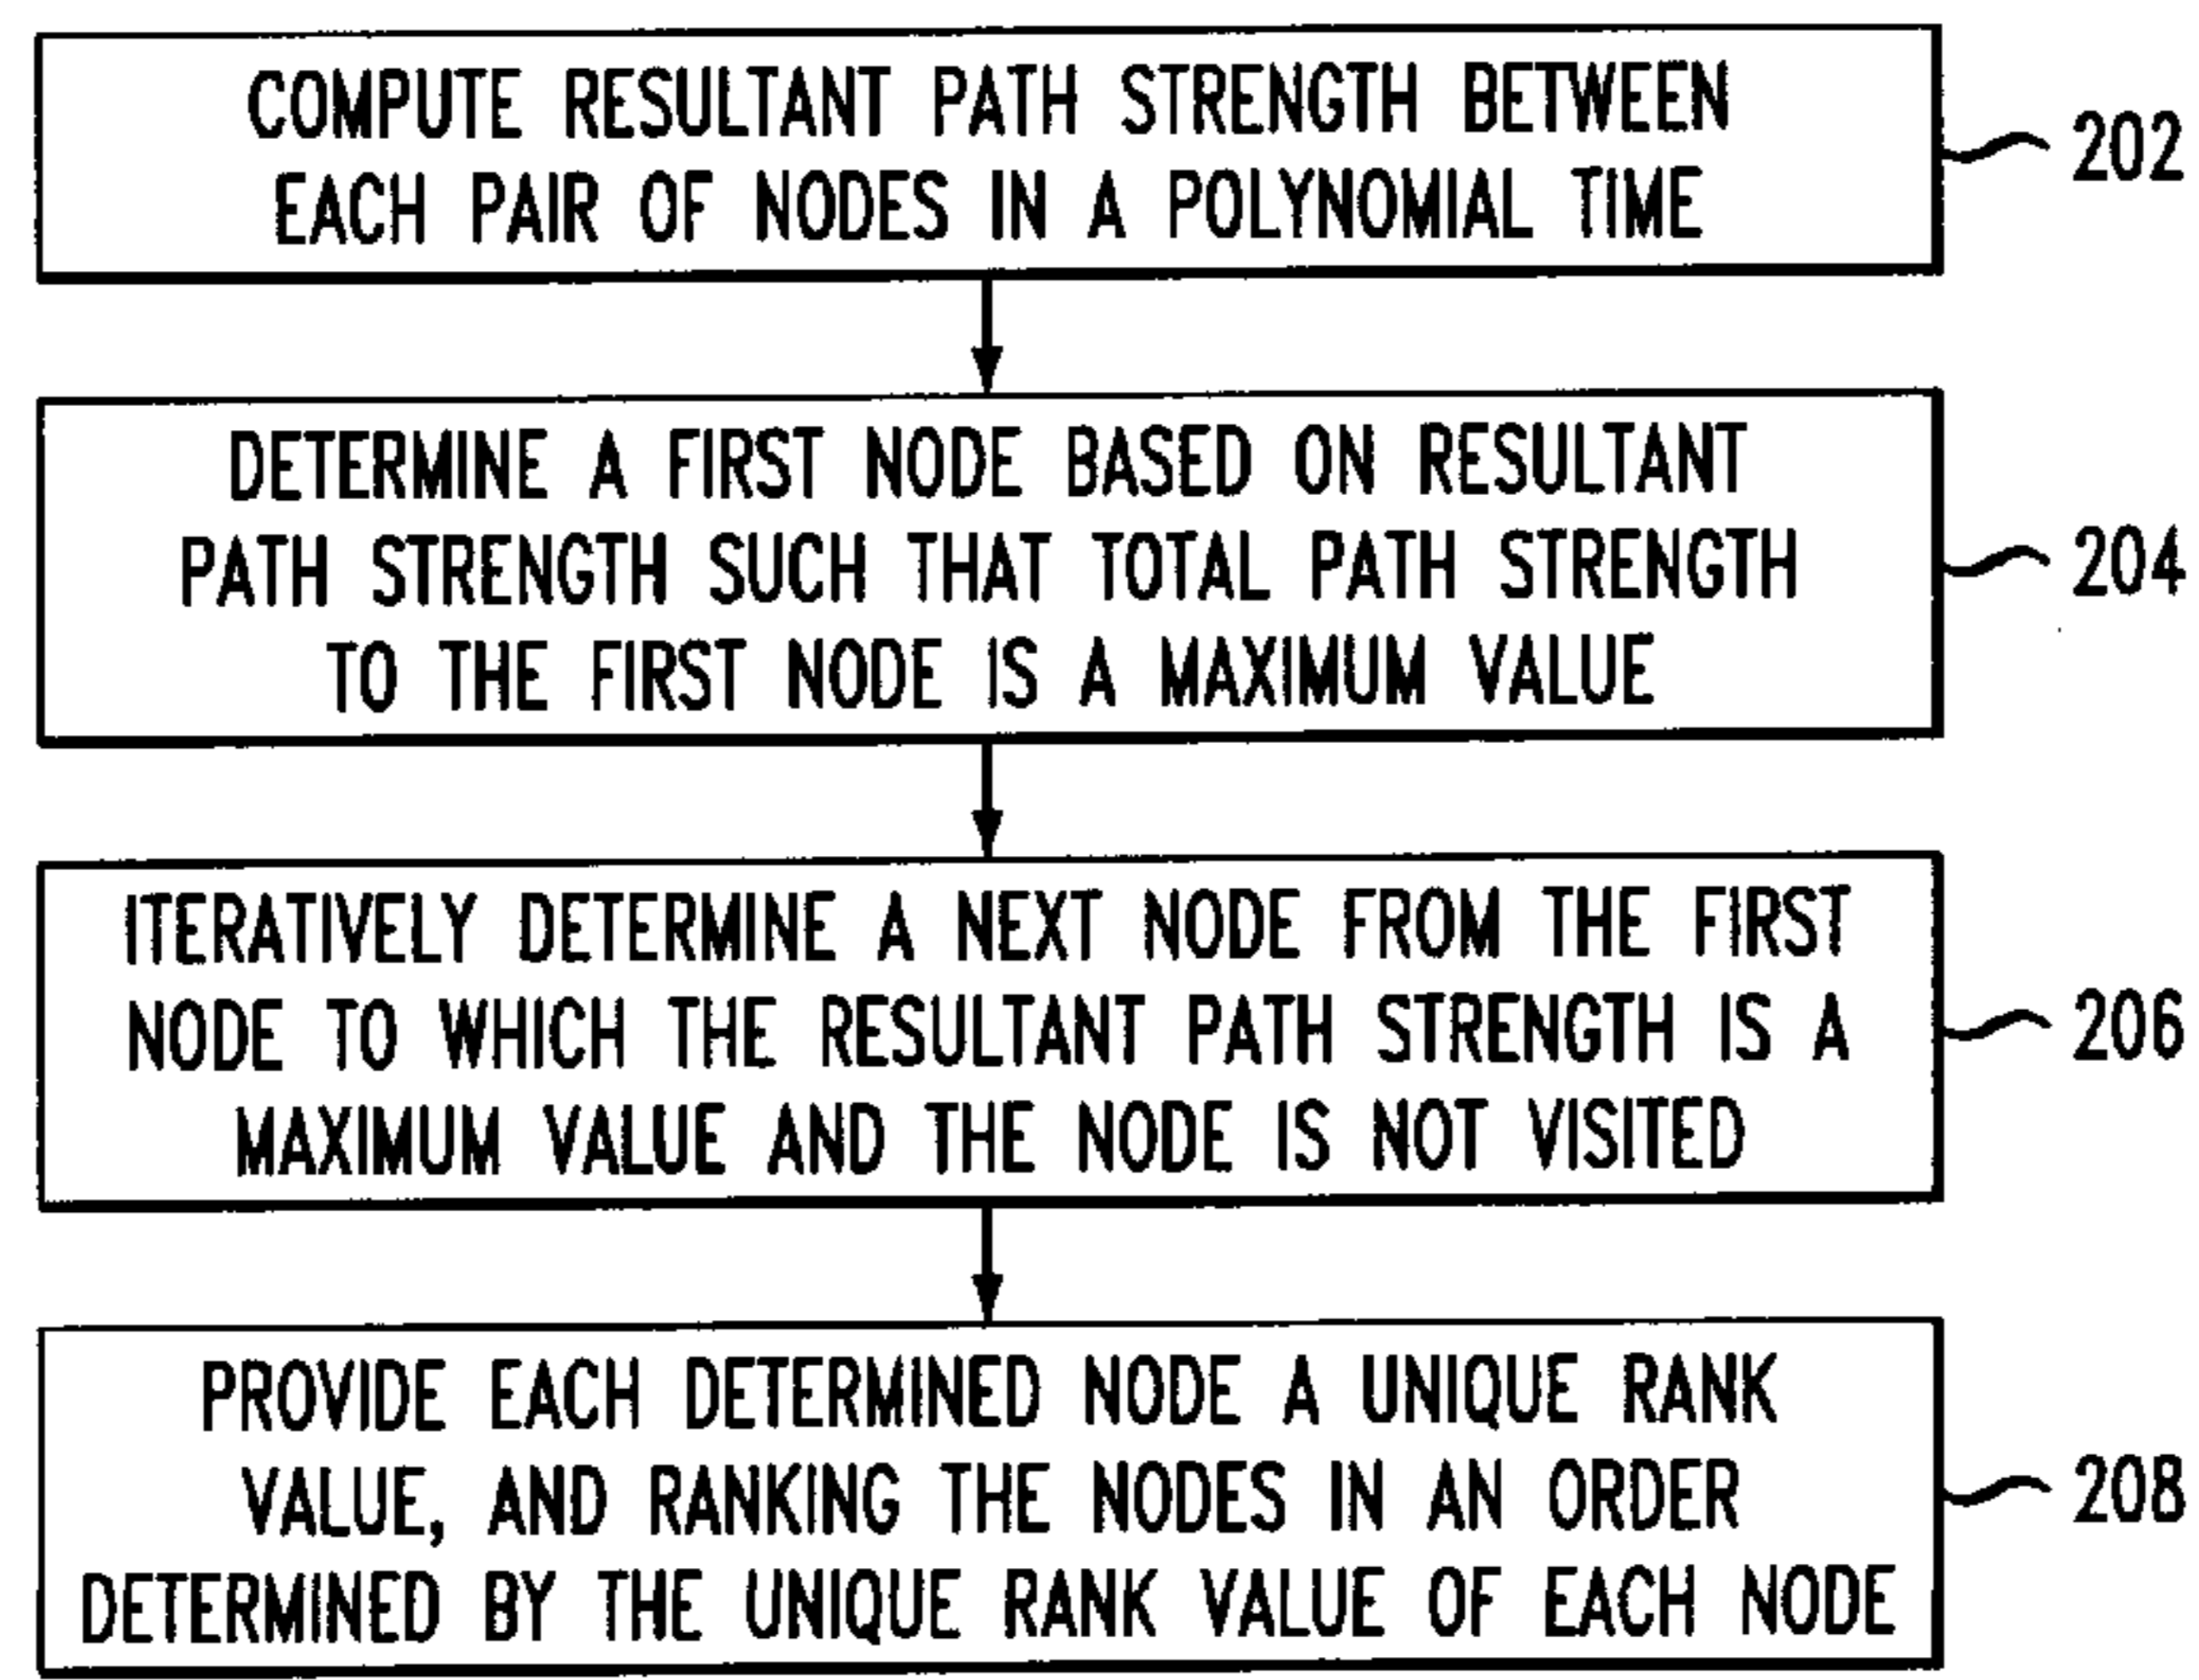 COMPUTE RESULTANT PATH STRENGTH BETWEEN
EACH PAIR OF NODES IN A POLYNOMIAL TIME
202
DETERMINE A FIRST NODE BASED ON RESULTANT
PATH STRENGTH SUCH THAT TOTAL PATH STRENGTH
TO THE FIRST NODE IS A MAXIMUM VALUE
204
ITERATIVELY DETERMINE A NEXT NODE FROM THE FIRST
NODE TO WHICH THE RESULTANT PATH STRENGTH IS A
MAXIMUM VALUE AND THE NODE IS NOT VISITED
206
PROVIDE EACH DETERMINED NODE A UNIQUE RANK
VALUE, AND RANKING THE NODES IN AN ORDER
DETERMINED BY THE UNIQUE RANK VALUE OF EACH NODE
208